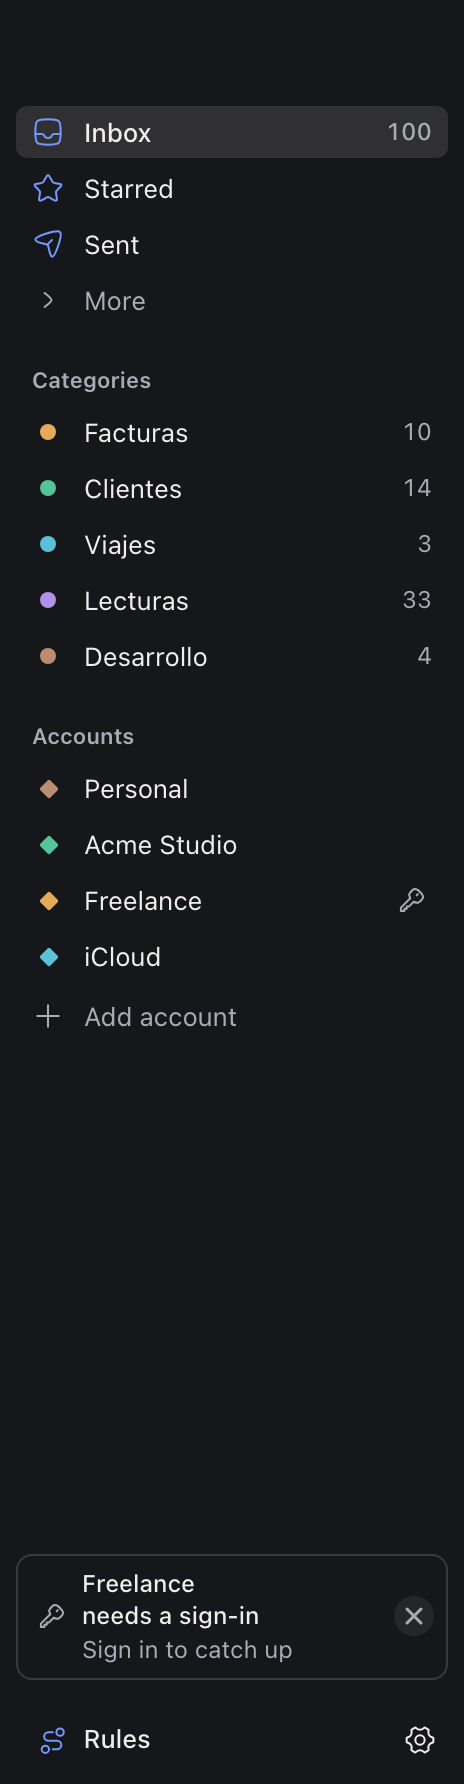 Inbox 100
Starred
Sent
More
Categories
Facturas 10
Clientes 14
Viajes 3
Lecturas 33
Desarrollo 4
Accounts
Personal
Acme Studio
Freelance
iCloud
Add account
Freelance
needs a sign-in
Sign in to catch up
Rules